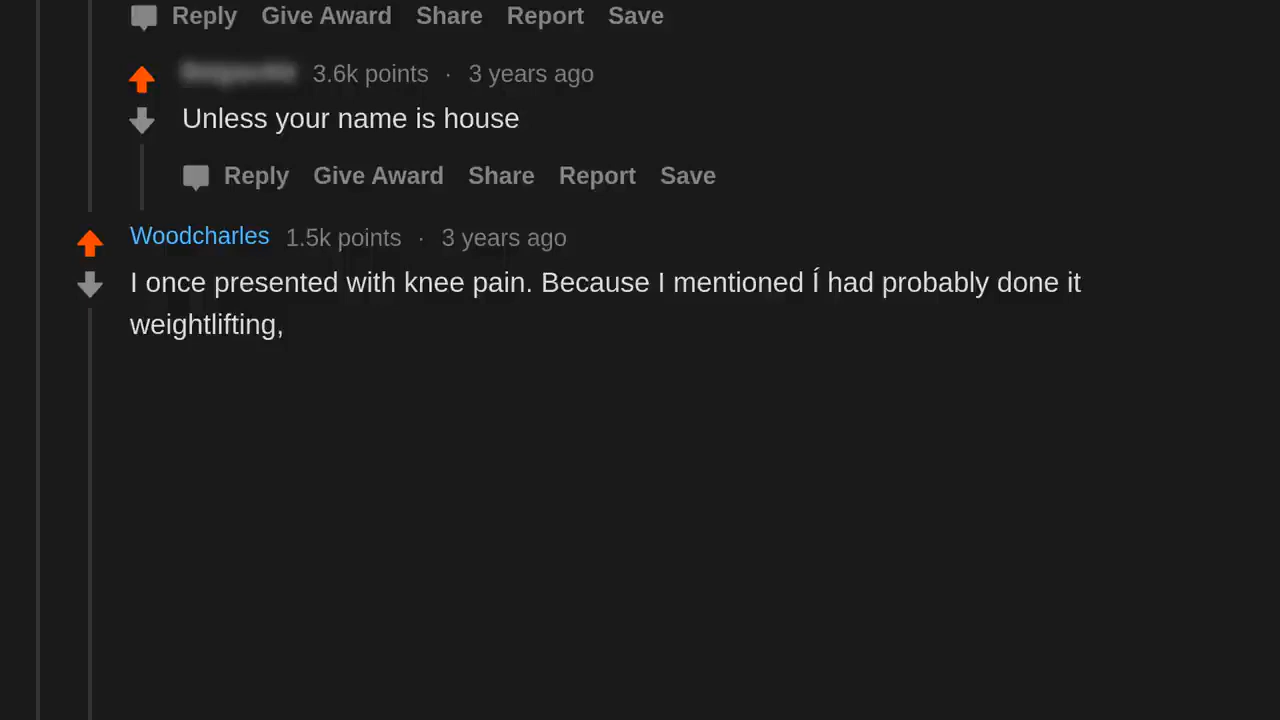 Reply Give Award Share Report Save
3.6k points · 3 years ago
Unless your name is house
Reply Give Award Share Report Save
Woodcharles 1.5k points · 3 years ago
I once presented with knee pain. Because I mentioned Í had probably done it
weightlifting,